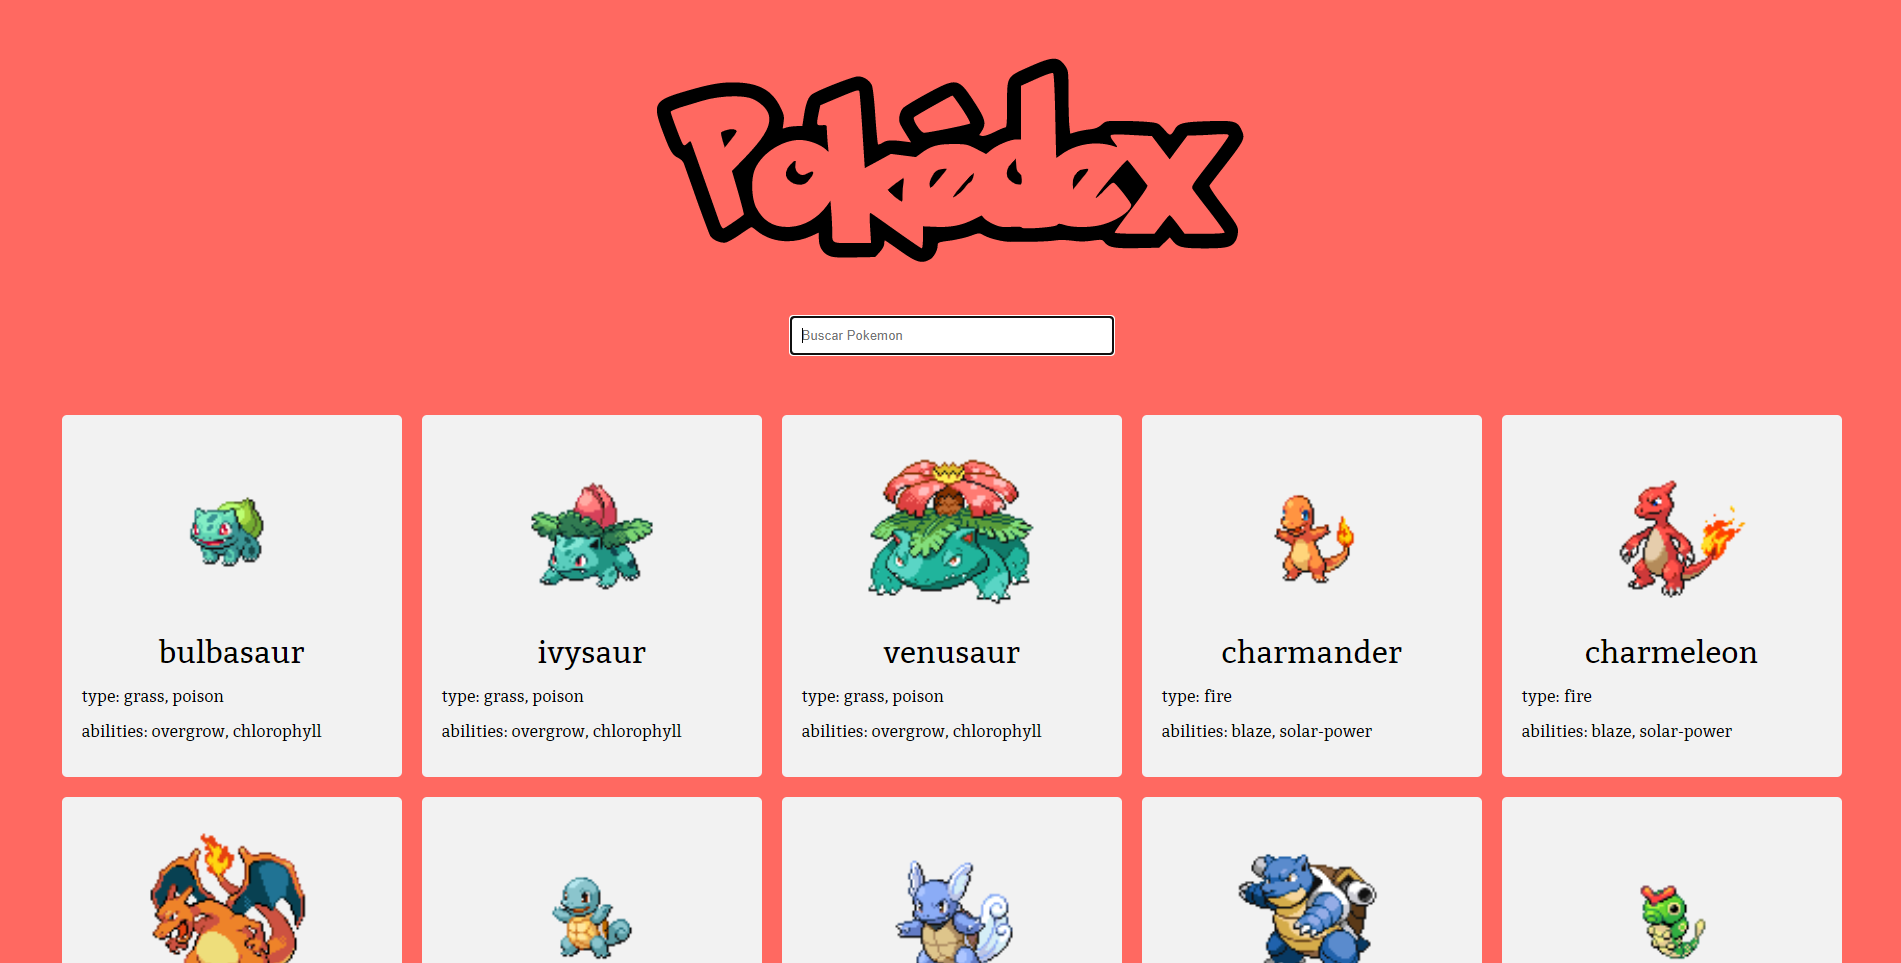 Pokédex
Buscar Pokemon
bulbasaur
type: grass, poison
abilities: overgrow, chlorophyll
ivysaur
type: grass, poison
abilities: overgrow, chlorophyll
venusaur
type: grass, poison
abilities: overgrow, chlorophyll
charmander
type: fire
abilities: blaze, solar-power
charmeleon
type: fire
abilities: blaze, solar-power